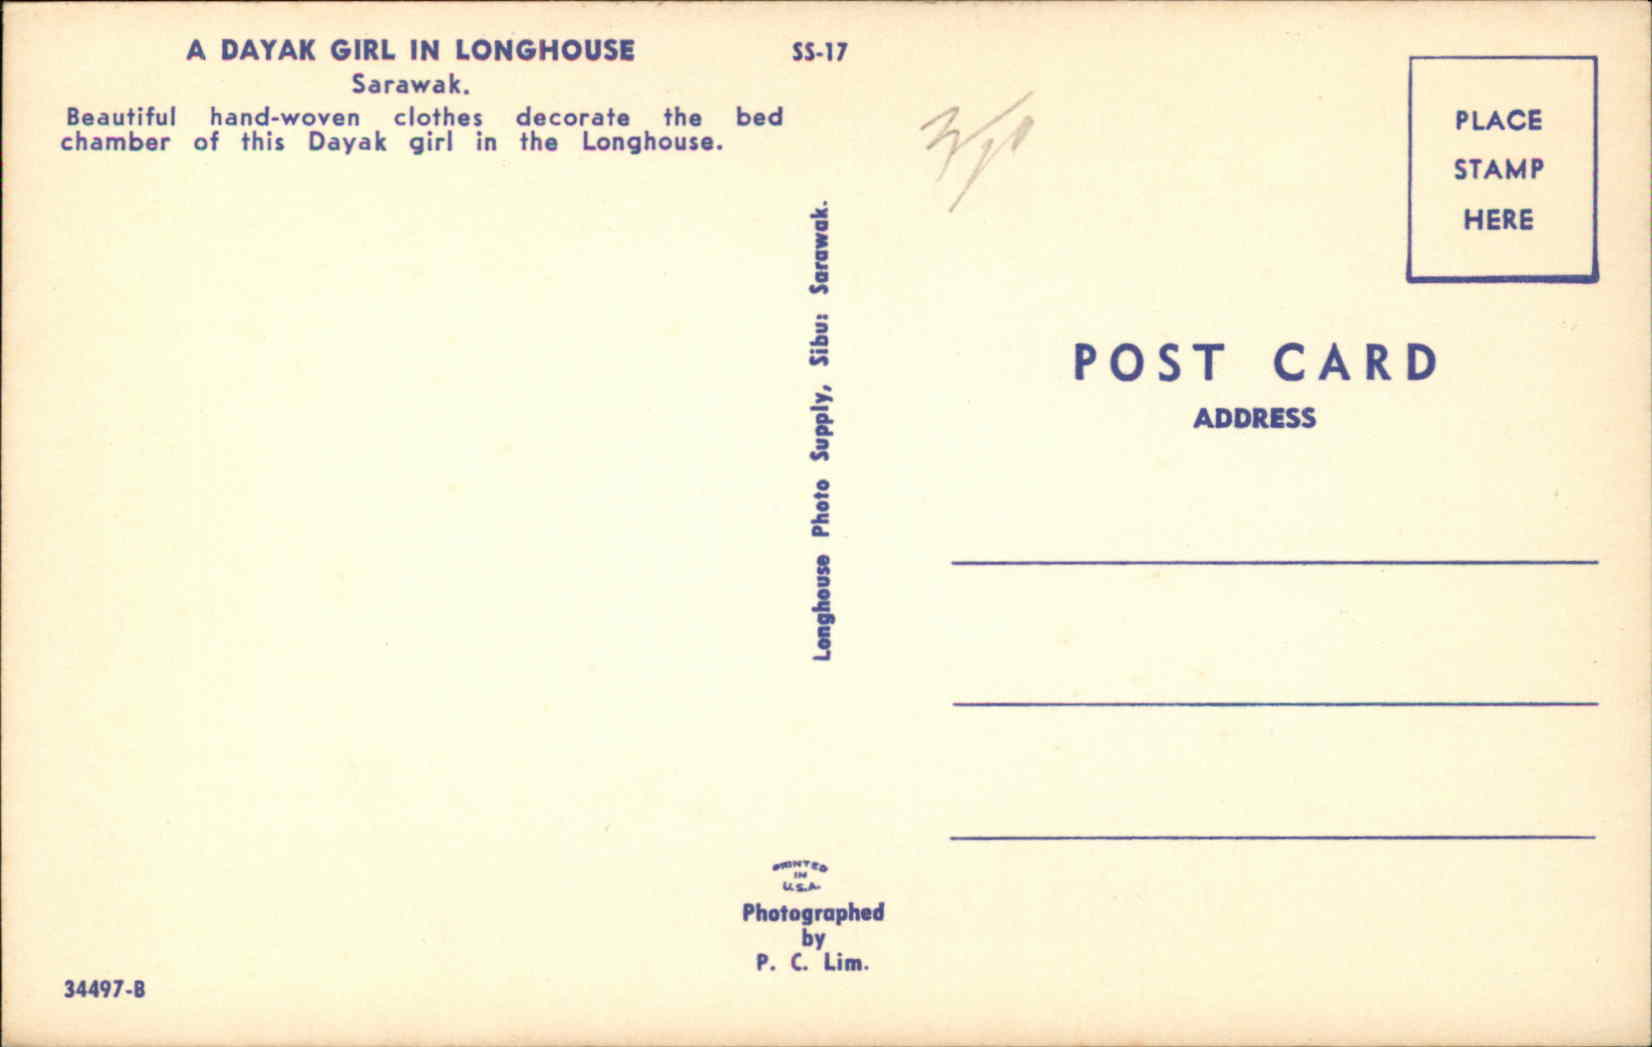 A DAYAK GIRL IN LONGHOUSE SS-17
Sarawak.
Beautiful hand-woven clothes decorate the bed
chamber of this Dayak girl in the Longhouse.
Longhouse Photo Supply, Sibu: Sarawak.
PLACE
STAMP
HERE
POST CARD
ADDRESS
PRINTED
IN
U.S.A.
Photographed
by
P. C. Lim.
34497-B